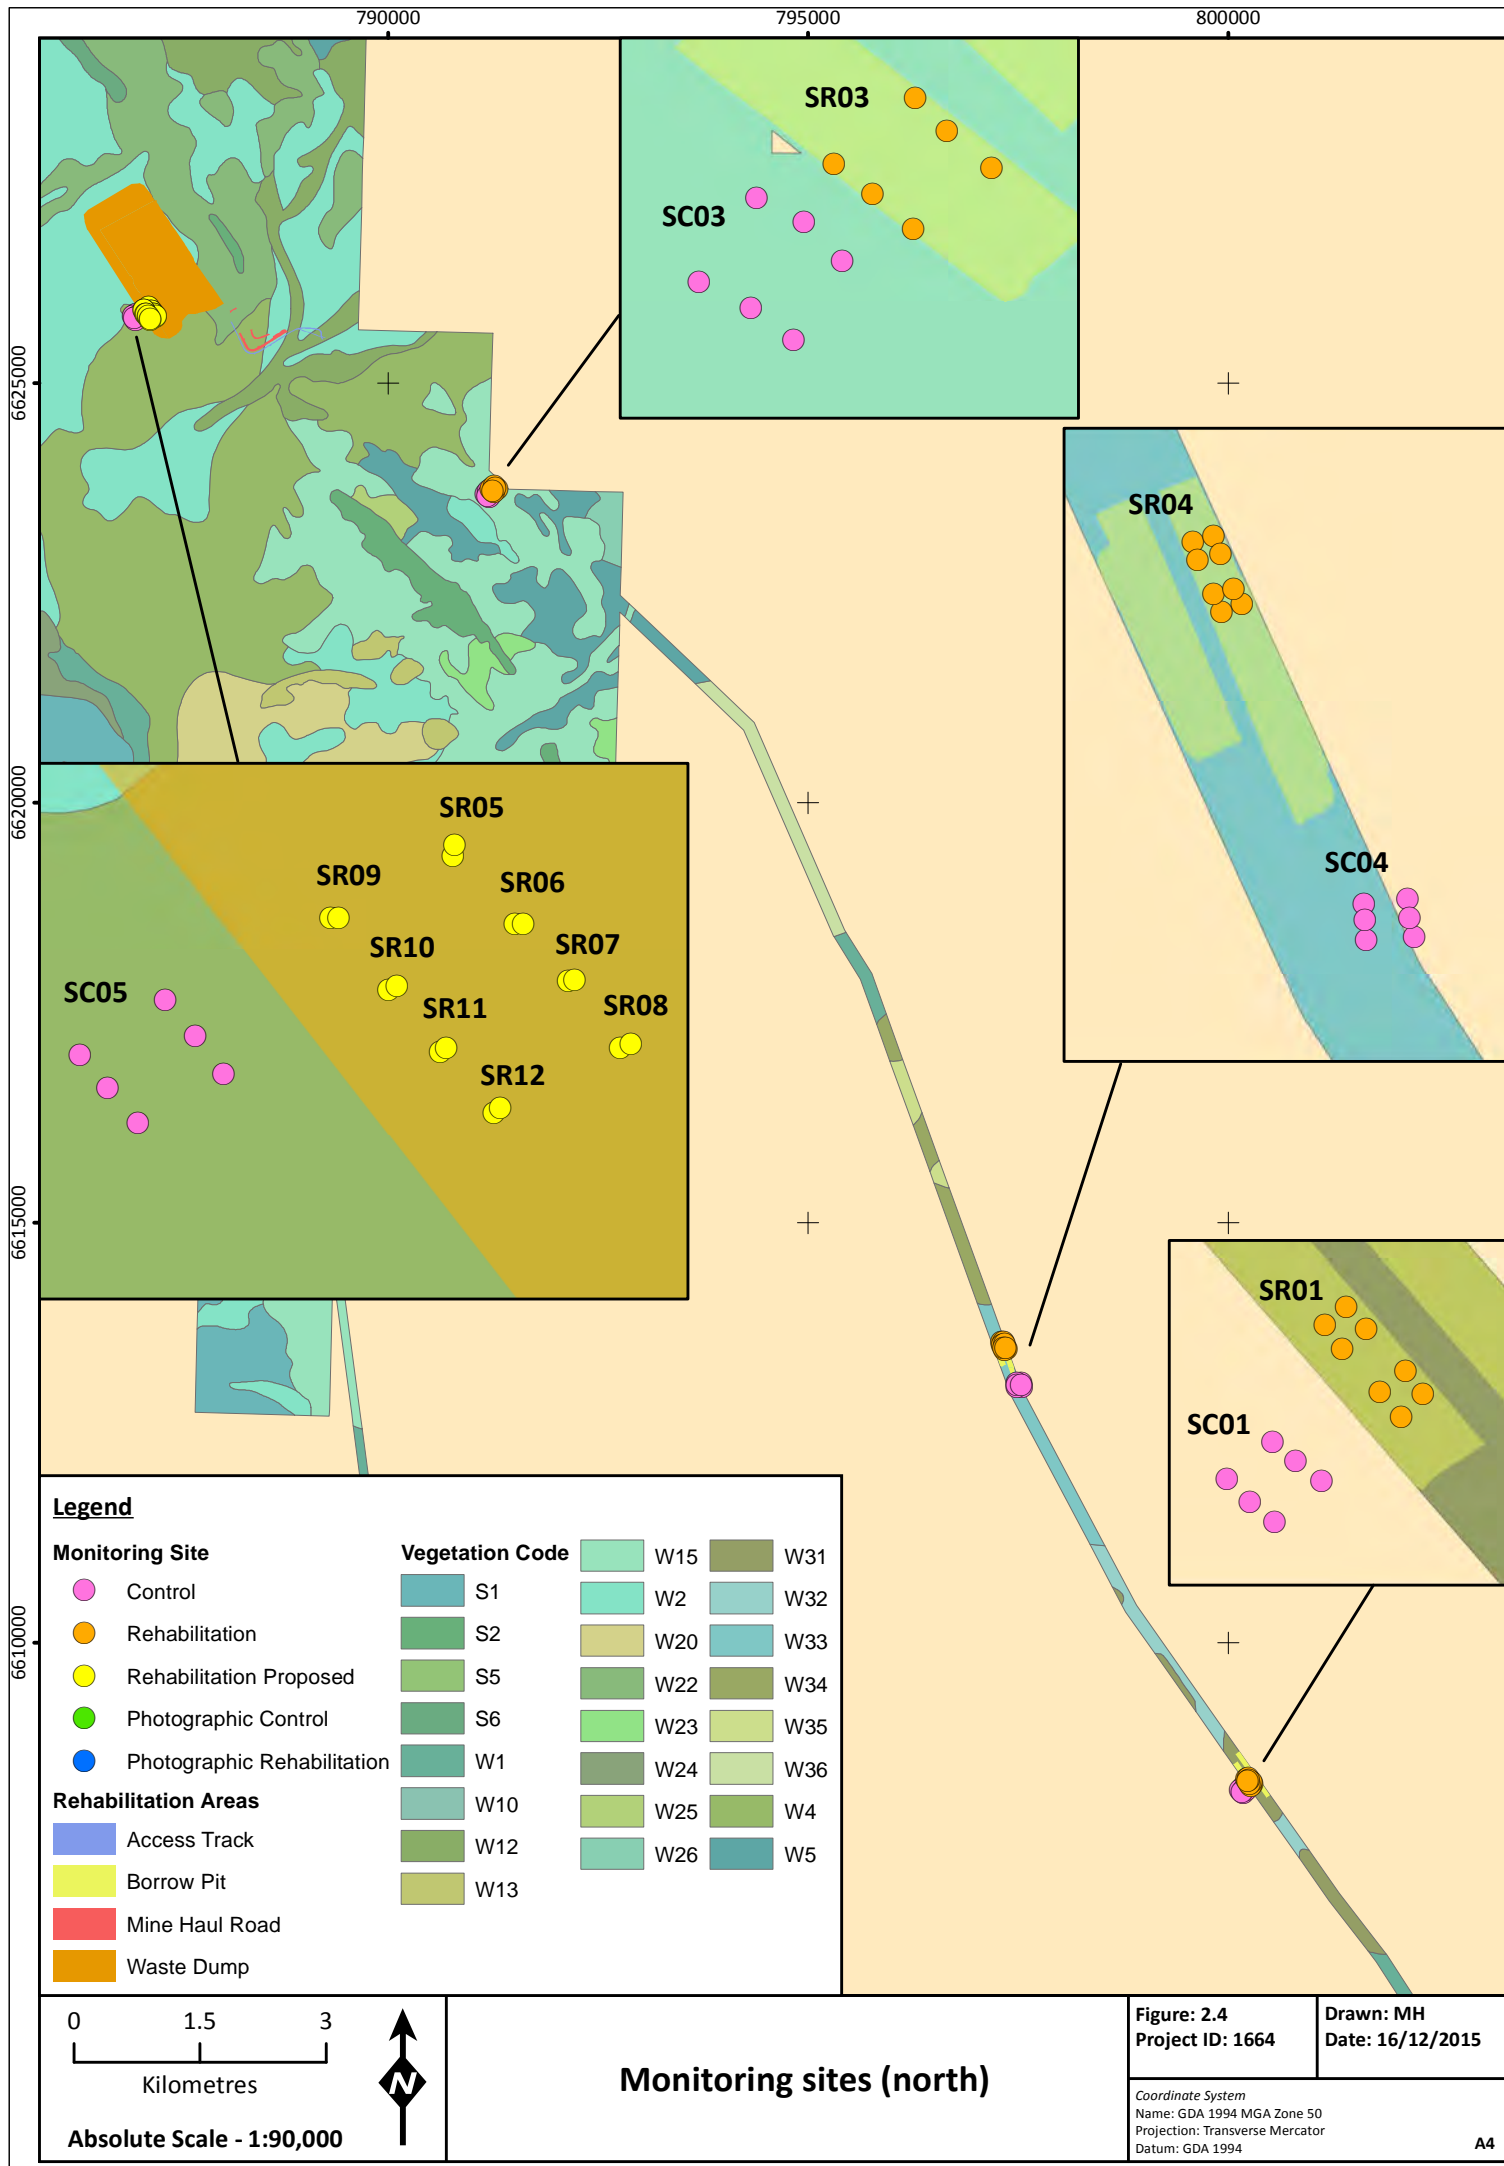 790000
795000
800000
6625000
6620000
6615000
6610000
SR03
SC03
SR04
SC04
SR05
SR09
SR06
SR10
SR07
SC05
SR11
SR08
SR12
SR01
SC01
Legend
Monitoring Site
Control
Rehabilitation
Rehabilitation Proposed
Photographic Control
Photographic Rehabilitation
Rehabilitation Areas
Access Track
Borrow Pit
Mine Haul Road
Waste Dump
Vegetation Code
S1
S2
S5
S6
W1
W10
W12
W13
W15
W2
W20
W22
W23
W24
W25
W26
W31
W32
W33
W34
W35
W36
W4
W5
0 1.5 3
Kilometres
Absolute Scale - 1:90,000
N
Monitoring sites (north)
Figure: 2.4
Project ID: 1664
Drawn: MH
Date: 16/12/2015
Coordinate System
Name: GDA 1994 MGA Zone 50
Projection: Transverse Mercator
Datum: GDA 1994
A4